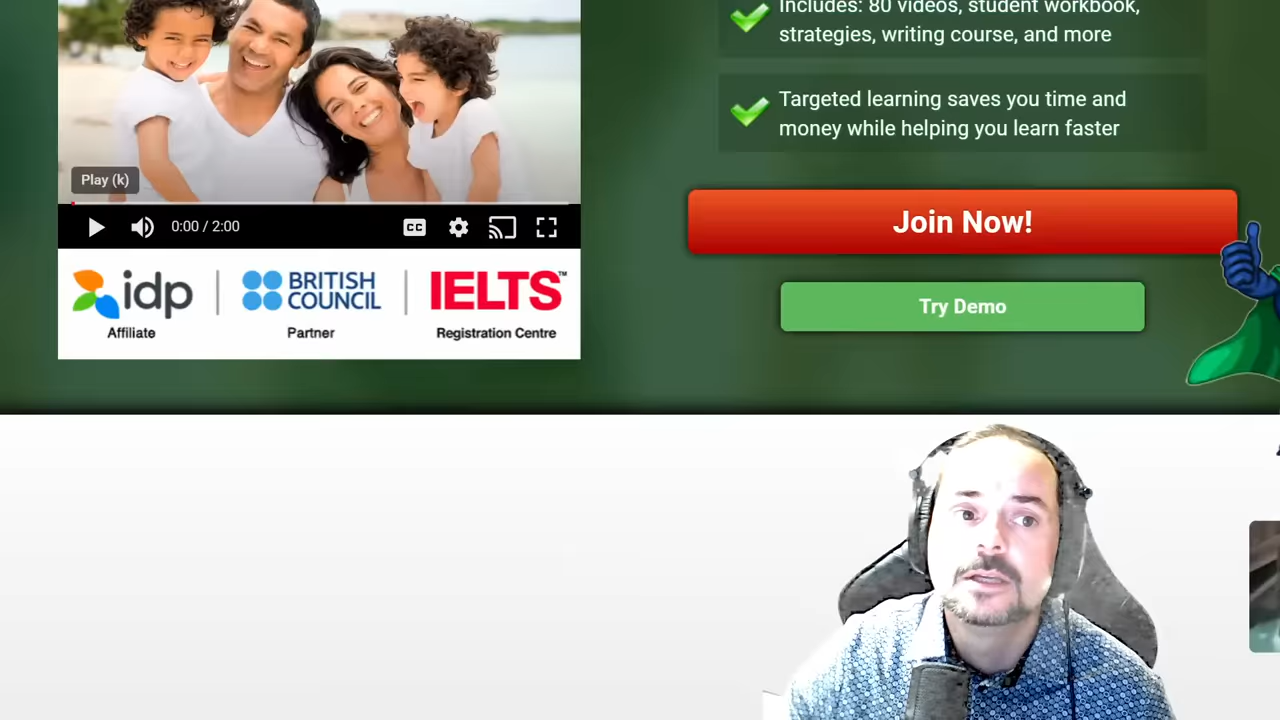 Includes: 80 videos, student workbook,
strategies, writing course, and more
Targeted learning saves you time and
money while helping you learn faster
Play (k)
0:00 / 2:00
CC
Join Now!
idp
Affiliate
BRITISH
COUNCIL
Partner
IELTS™
Registration Centre
Try Demo